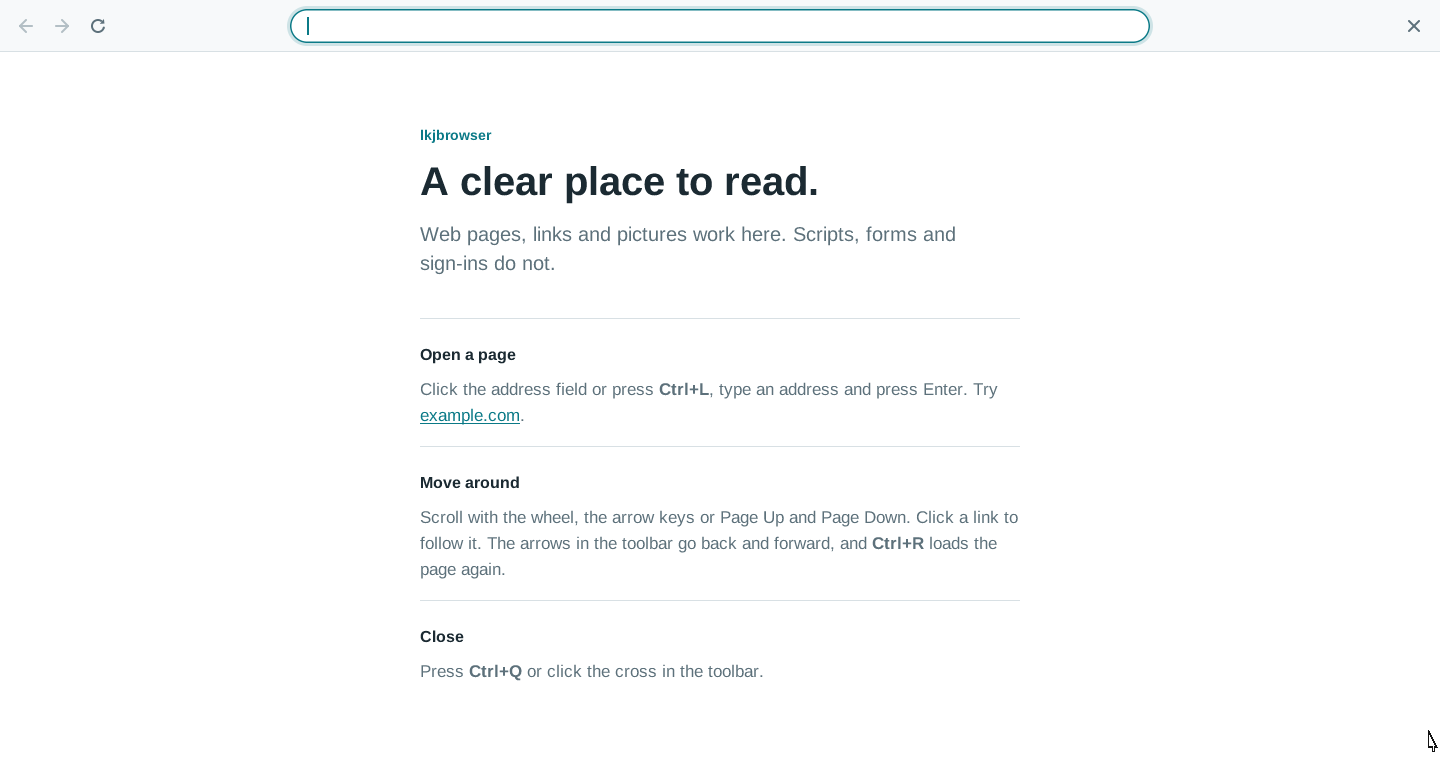 lkjbrowser
A clear place to read.
Web pages, links and pictures work here. Scripts, forms and
sign-ins do not.
Open a page
Click the address field or press Ctrl+L, type an address and press Enter. Try
example.com.
Move around
Scroll with the wheel, the arrow keys or Page Up and Page Down. Click a link to
follow it. The arrows in the toolbar go back and forward, and Ctrl+R loads the
page again.
Close
Press Ctrl+Q or click the cross in the toolbar.